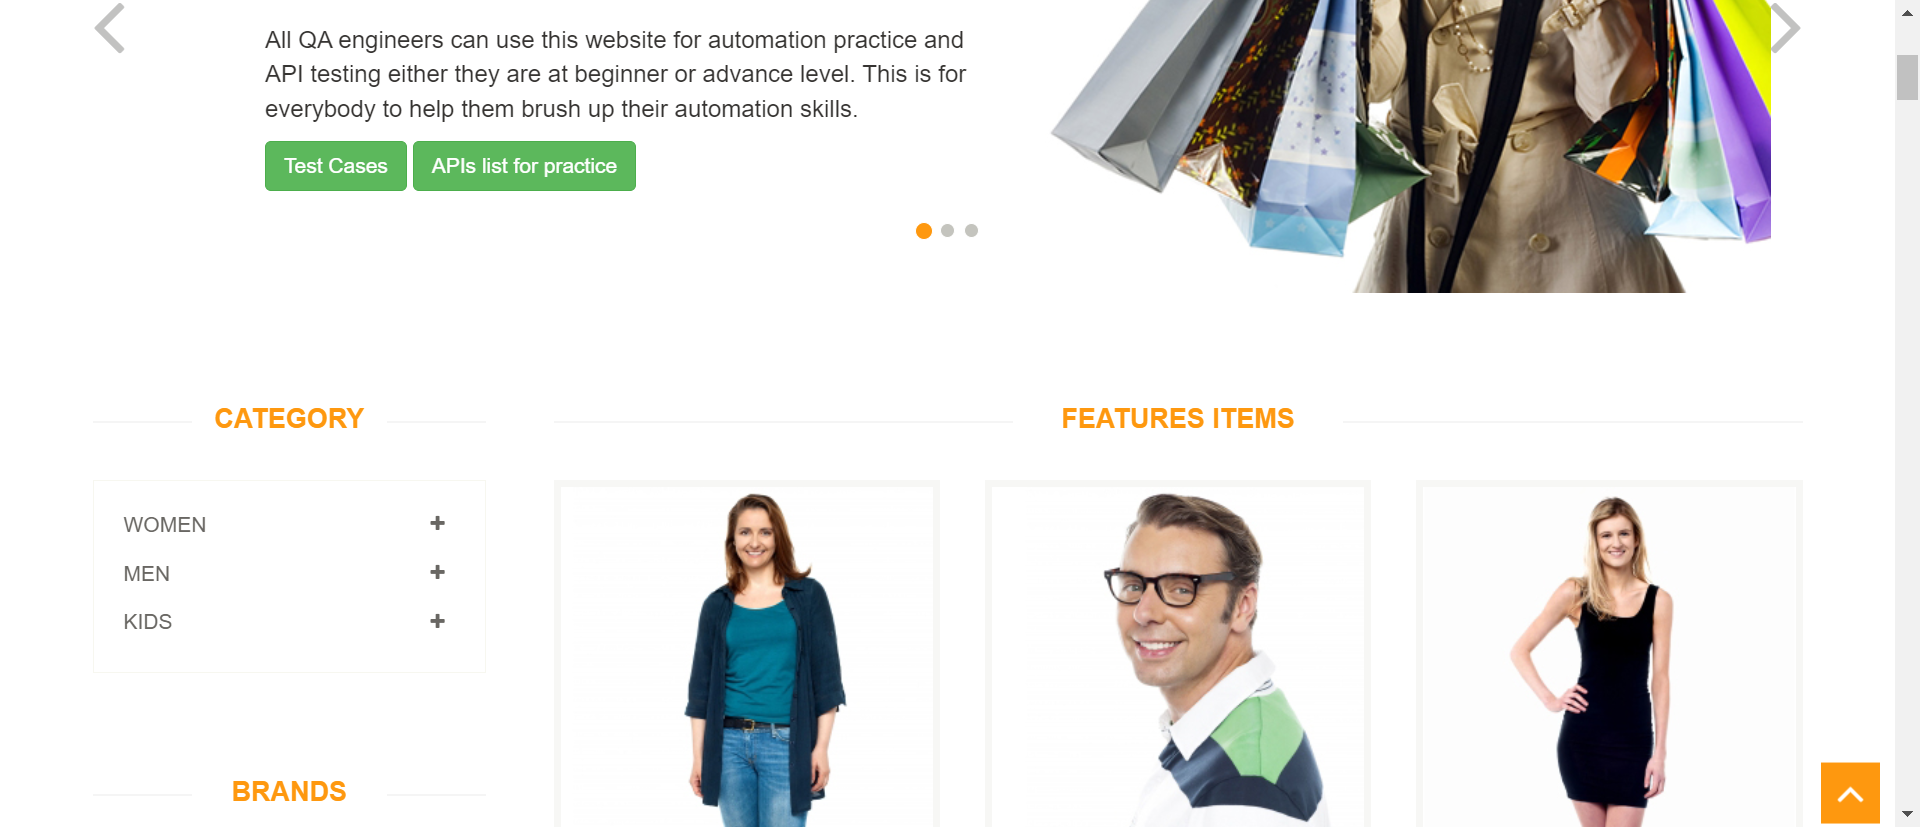 All QA engineers can use this website for automation practice and
API testing either they are at beginner or advance level. This is for
everybody to help them brush up their automation skills.
Test Cases
APIs list for practice
CATEGORY
WOMEN
MEN
KIDS
BRANDS
FEATURES ITEMS